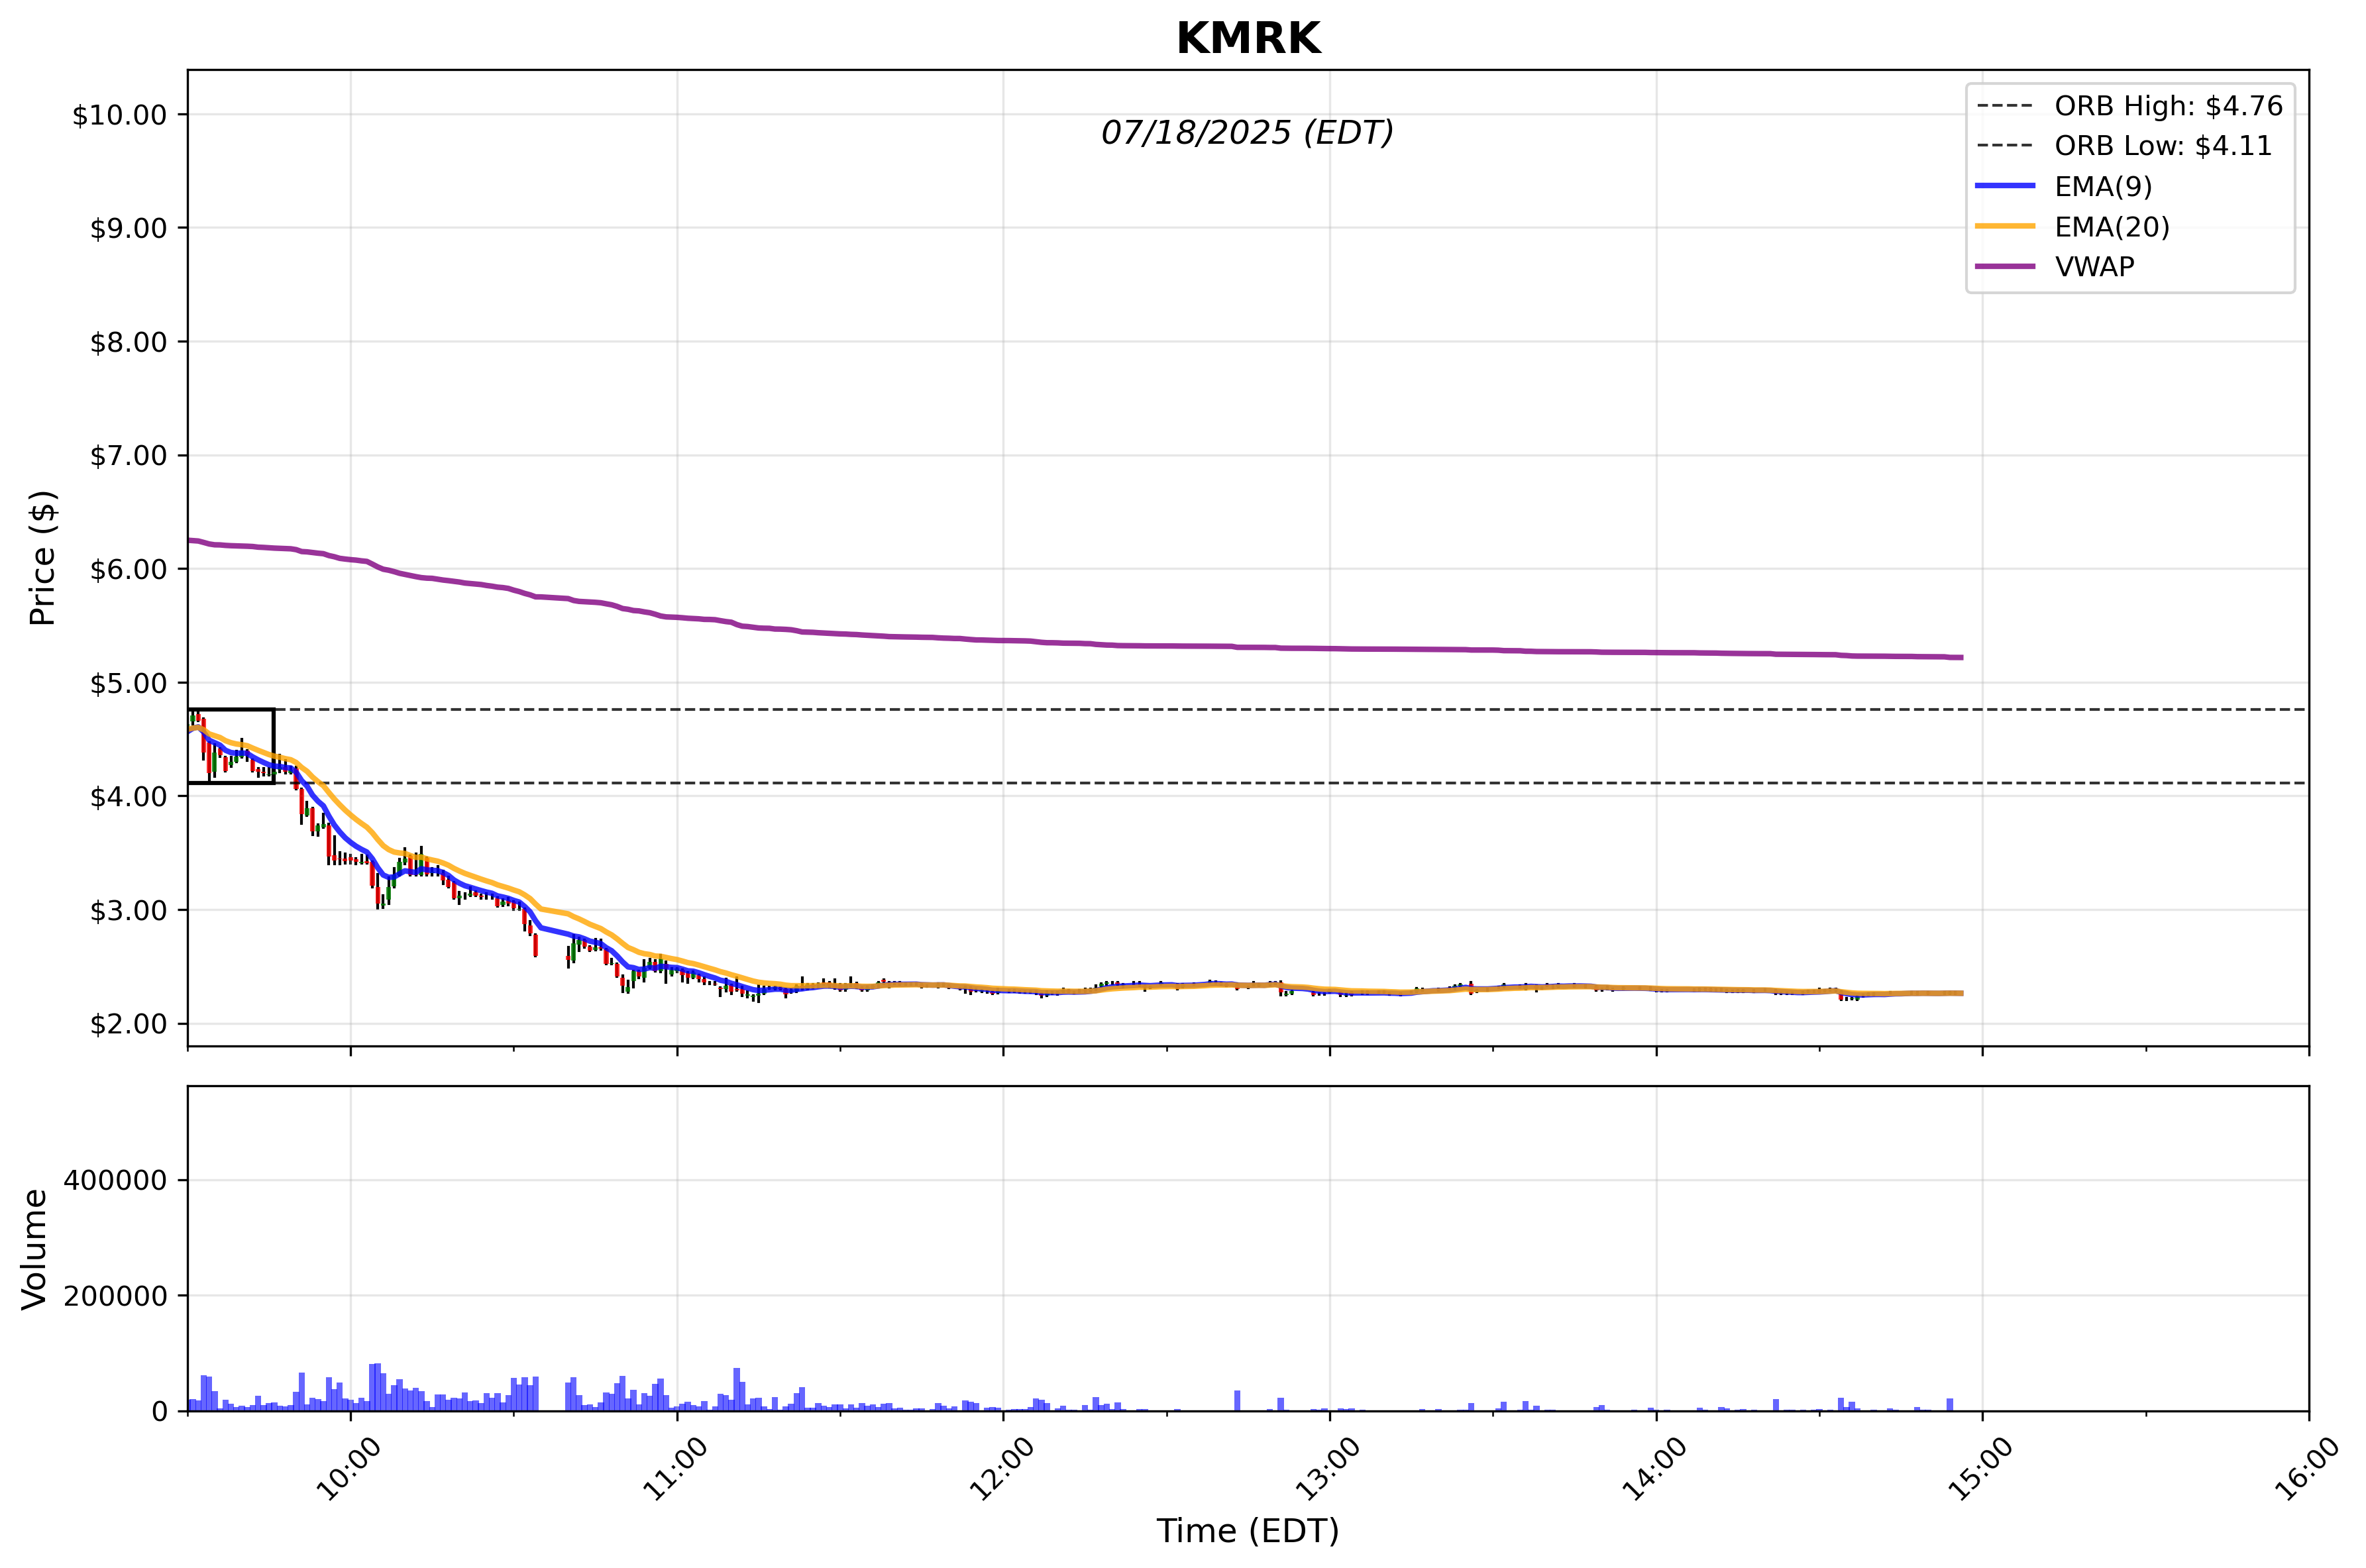 KMRK
07/18/2025 (EDT)
ORB High: $4.76
ORB Low: $4.11
EMA(9)
EMA(20)
VWAP
Price ($)
$10.00
$9.00
$8.00
$7.00
$6.00
$5.00
$4.00
$3.00
$2.00
Volume
400000
200000
0
10:00
11:00
12:00
13:00
14:00
15:00
16:00
Time (EDT)